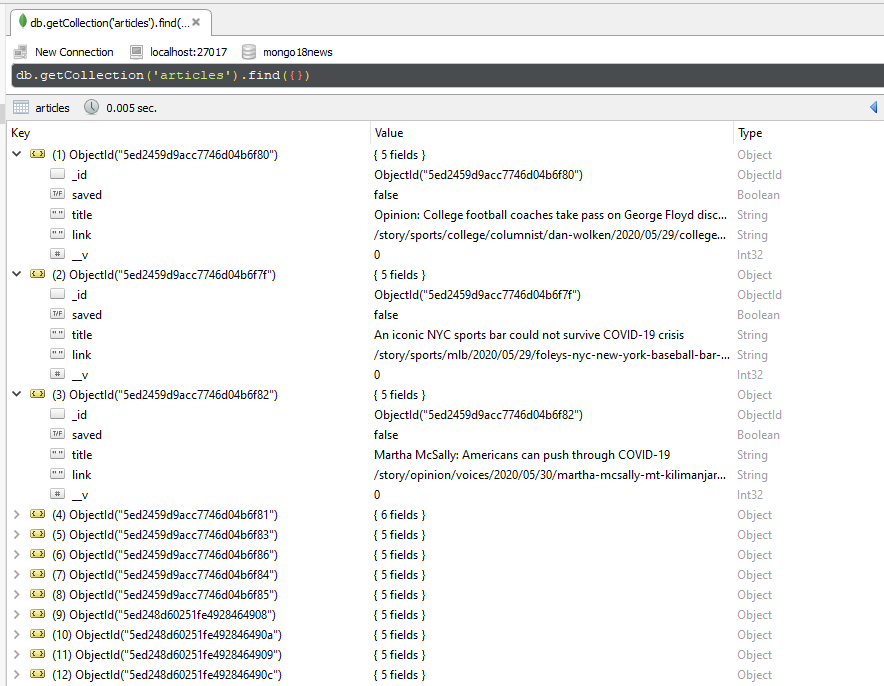 db.getCollection('articles').find(...
New Connection localhost:27017 mongo18news
db.getCollection('articles').find({})
articles 0.005 sec.
Key Value Type
(1) ObjectId("5ed2459d9acc7746d04b6f80") { 5 fields } Object
_id ObjectId("5ed2459d9acc7746d04b6f80") ObjectId
T/F saved false Boolean
" " title Opinion: College football coaches take pass on George Floyd disc... String
" " link /story/sports/college/columnist/dan-wolken/2020/05/29/college... String
# __v 0 Int32
(2) ObjectId("5ed2459d9acc7746d04b6f7f") { 5 fields } Object
_id ObjectId("5ed2459d9acc7746d04b6f7f") ObjectId
T/F saved false Boolean
" " title An iconic NYC sports bar could not survive COVID-19 crisis String
" " link /story/sports/mlb/2020/05/29/foleys-nyc-new-york-baseball-bar-... String
# __v 0 Int32
(3) ObjectId("5ed2459d9acc7746d04b6f82") { 5 fields } Object
_id ObjectId("5ed2459d9acc7746d04b6f82") ObjectId
T/F saved false Boolean
" " title Martha McSally: Americans can push through COVID-19 String
" " link /story/opinion/voices/2020/05/30/martha-mcsally-mt-kilimanjar... String
# __v 0 Int32
(4) ObjectId("5ed2459d9acc7746d04b6f81") { 6 fields } Object
(5) ObjectId("5ed2459d9acc7746d04b6f83") { 5 fields } Object
(6) ObjectId("5ed2459d9acc7746d04b6f86") { 5 fields } Object
(7) ObjectId("5ed2459d9acc7746d04b6f84") { 5 fields } Object
(8) ObjectId("5ed2459d9acc7746d04b6f85") { 5 fields } Object
(9) ObjectId("5ed248d60251fe4928464908") { 5 fields } Object
(10) ObjectId("5ed248d60251fe492846490a") { 5 fields } Object
(11) ObjectId("5ed248d60251fe4928464909") { 5 fields } Object
(12) ObjectId("5ed248d60251fe492846490c") { 5 fields } Object